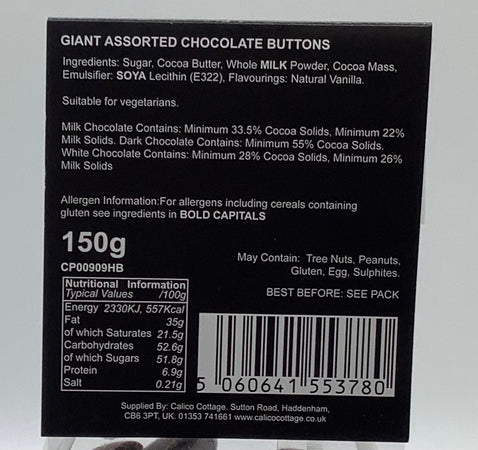 GIANT ASSORTED CHOCOLATE BUTTONS
Ingredients: Sugar, Cocoa Butter, Whole MILK Powder, Cocoa Mass,
Emulsifier: SOYA Lecithin (E322), Flavourings: Natural Vanilla.
Suitable for vegetarians.
Milk Chocolate Contains: Minimum 33.5% Cocoa Solids, Minimum 22%
Milk Solids. Dark Chocolate Contains: Minimum 55% Cocoa Solids.
White Chocolate Contains: Minimum 28% Cocoa Solids, Minimum 26%
Milk Solids
Allergen Information:For allergens including cereals containing
gluten see ingredients in BOLD CAPITALS
150g
CP00909HB
May Contain: Tree Nuts, Peanuts,
Gluten, Egg, Sulphites.
BEST BEFORE: SEE PACK
Nutritional Information
Typical Values /100g
Energy 2330KJ, 557Kcal
Fat 35g
of which Saturates 21.5g
Carbohydrates 52.6g
of which Sugars 51.8g
Protein 6.9g
Salt 0.21g
5 060641 553780
Supplied By: Calico Cottage. Sutton Road, Haddenham,
CB6 3PT, UK. 01353 741661 www.calicocottage.co.uk